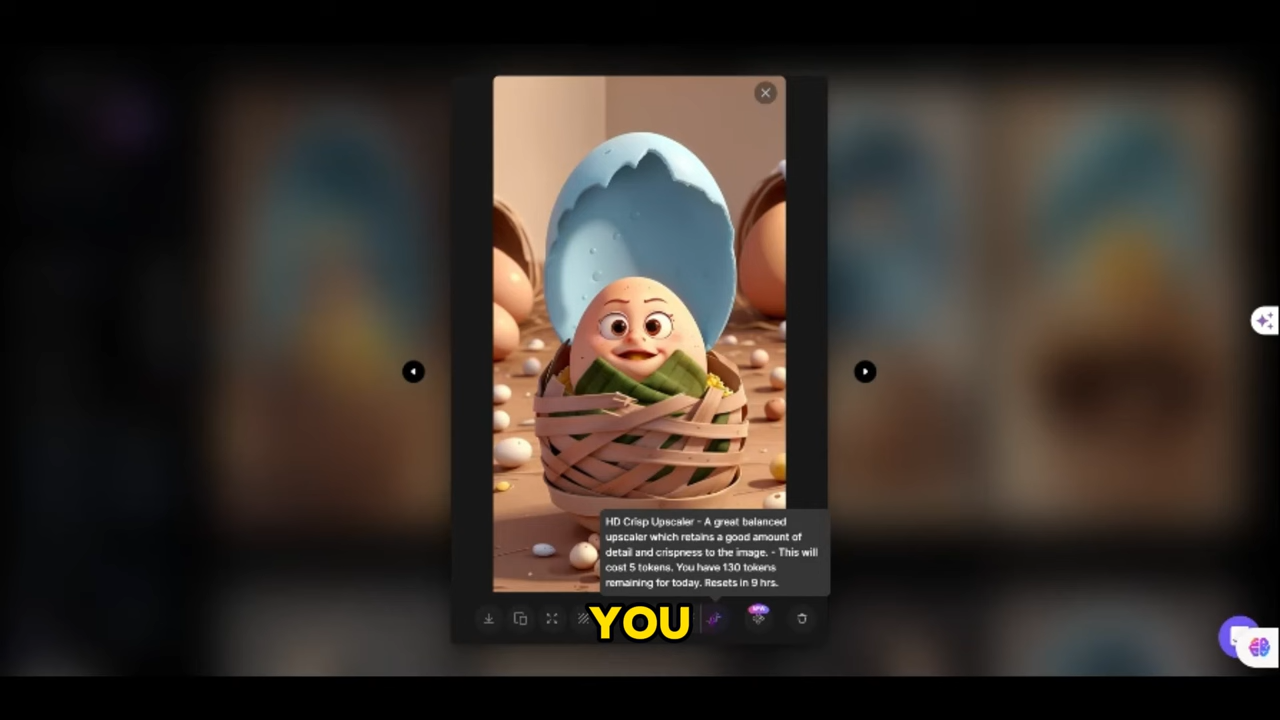 HD Crisp Upscaler - A great balanced
upscaler which retains a good amount of
detail and crispness to the image. - This will
cost 5 tokens. You have 130 tokens
remaining for today. Resets in 9 hrs.
YOU